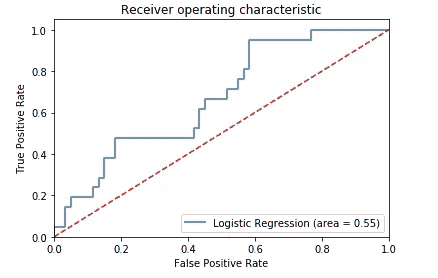 Receiver operating characteristic
1.0
0.8
0.6
0.4
0.2
0.0
True Positive Rate
Logistic Regression (area = 0.55)
0.0 0.2 0.4 0.6 0.8 1.0
False Positive Rate